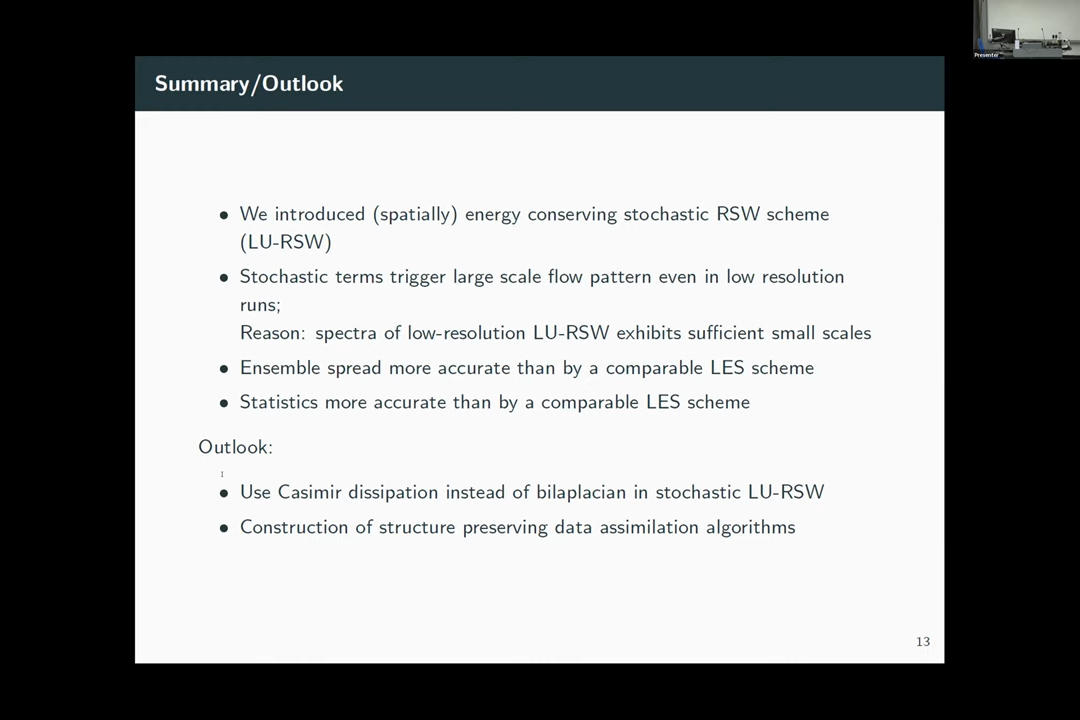 Summary/Outlook
Presenter
• We introduced (spatially) energy conserving stochastic RSW scheme
(LU-RSW)
• Stochastic terms trigger large scale flow pattern even in low resolution
runs;
Reason: spectra of low-resolution LU-RSW exhibits sufficient small scales
• Ensemble spread more accurate than by a comparable LES scheme
• Statistics more accurate than by a comparable LES scheme
Outlook:
• Use Casimir dissipation instead of bilaplacian in stochastic LU-RSW
• Construction of structure preserving data assimilation algorithms
13